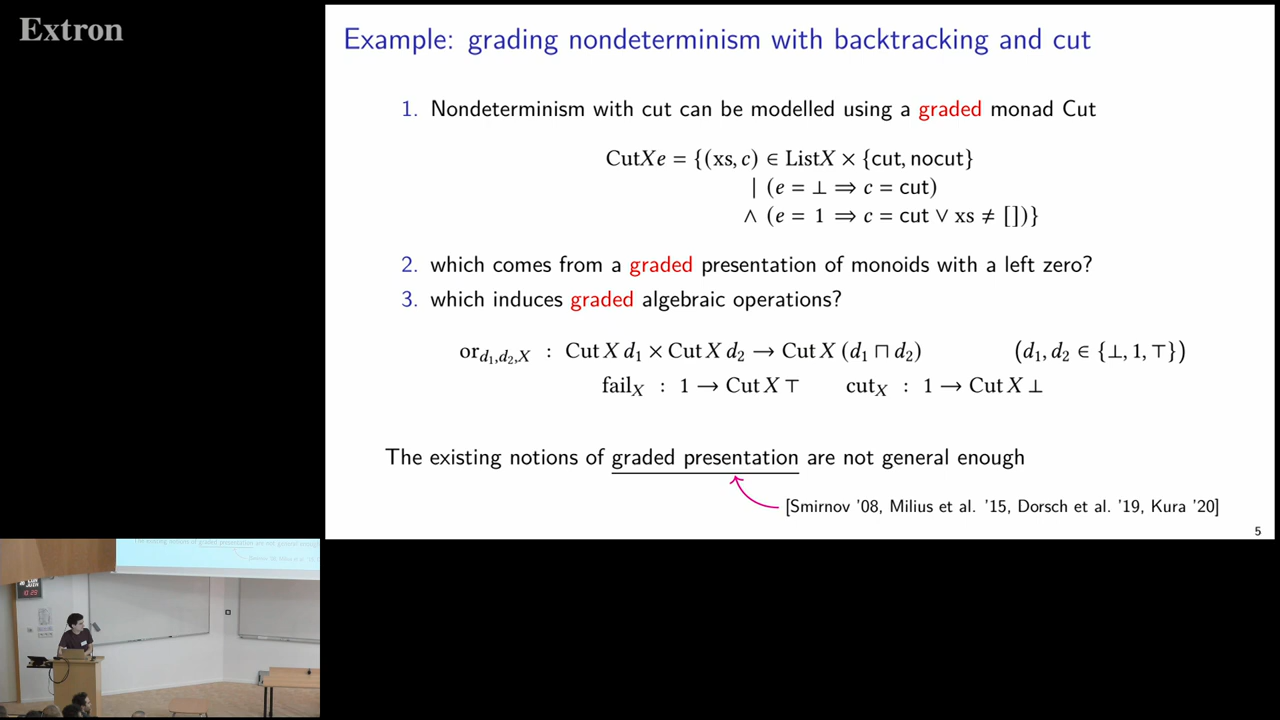 Extron
Example: grading nondeterminism with backtracking and cut
1. Nondeterminism with cut can be modelled using a graded monad Cut
CutXe = {(xs, c) ∈ ListX × {cut, nocut}
| (e = ⊥ ⇒ c = cut)
∧ (e = 1 ⇒ c = cut ∨ xs ≠ [])}
2. which comes from a graded presentation of monoids with a left zero?
3. which induces graded algebraic operations?
or_{d₁,d₂,X} : Cut X d₁ × Cut X d₂ → Cut X (d₁ ⊓ d₂) (d₁, d₂ ∈ {⊥, 1, ⊤})
fail_X : 1 → Cut X ⊤ cut_X : 1 → Cut X ⊥
The existing notions of graded presentation are not general enough
[Smirnov '08, Milius et al. '15, Dorsch et al. '19, Kura '20]
5